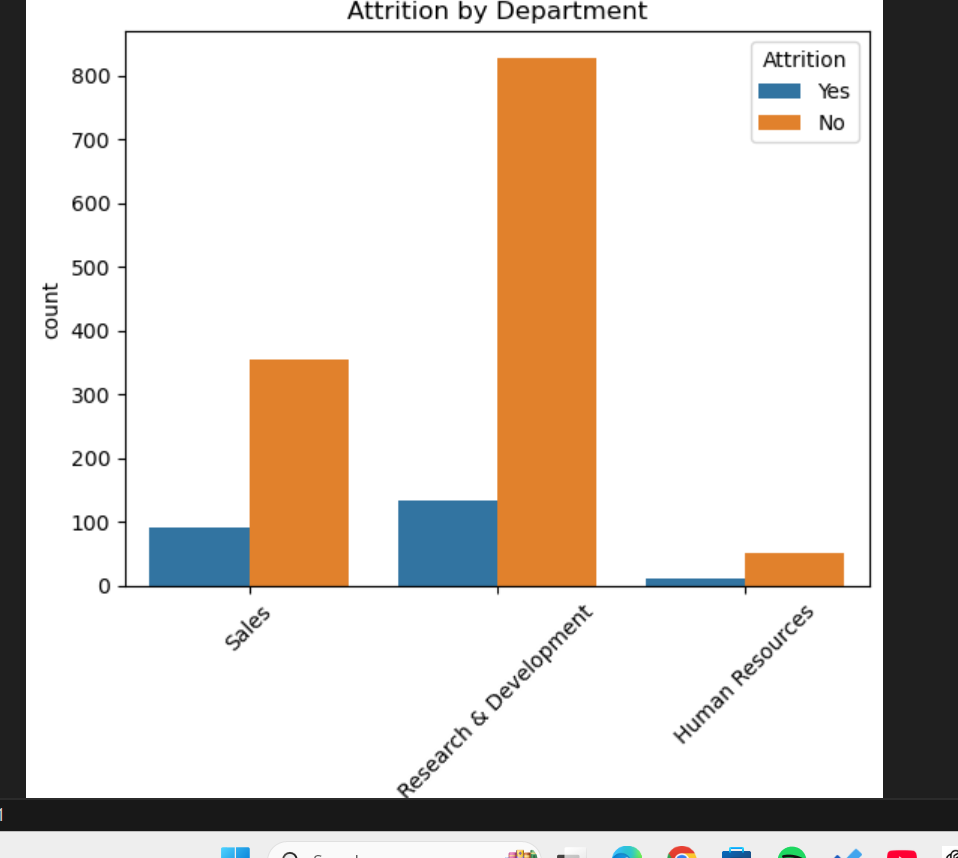 Attrition by Department
Attrition
Yes
No
800
700
600
500
400
300
200
100
0
count
Sales
Research & Development
Human Resources